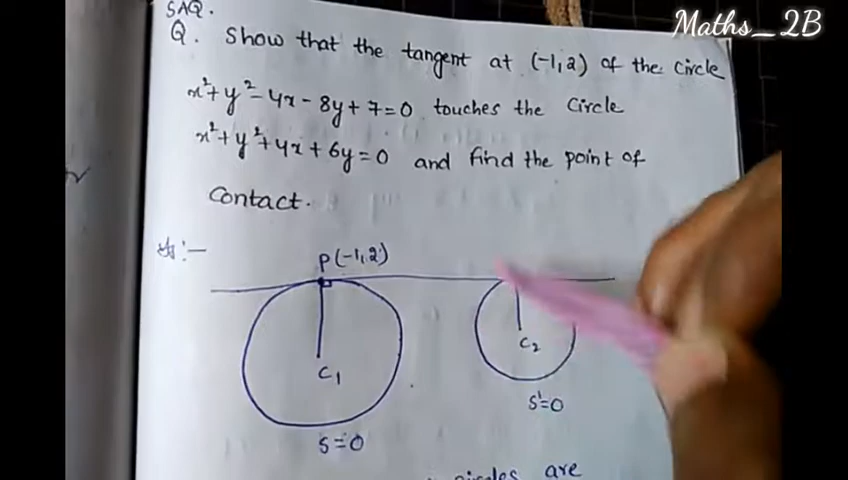 SAQ.
Maths_2B
Q. Show that the tangent at (-1,2) of the circle
x²+y²-4x-8y+7=0 touches the circle
x²+y²+4x+6y=0 and find the point of
contact.
P(-1,2)
C₁
C₂
S=0
S'=0
circles are